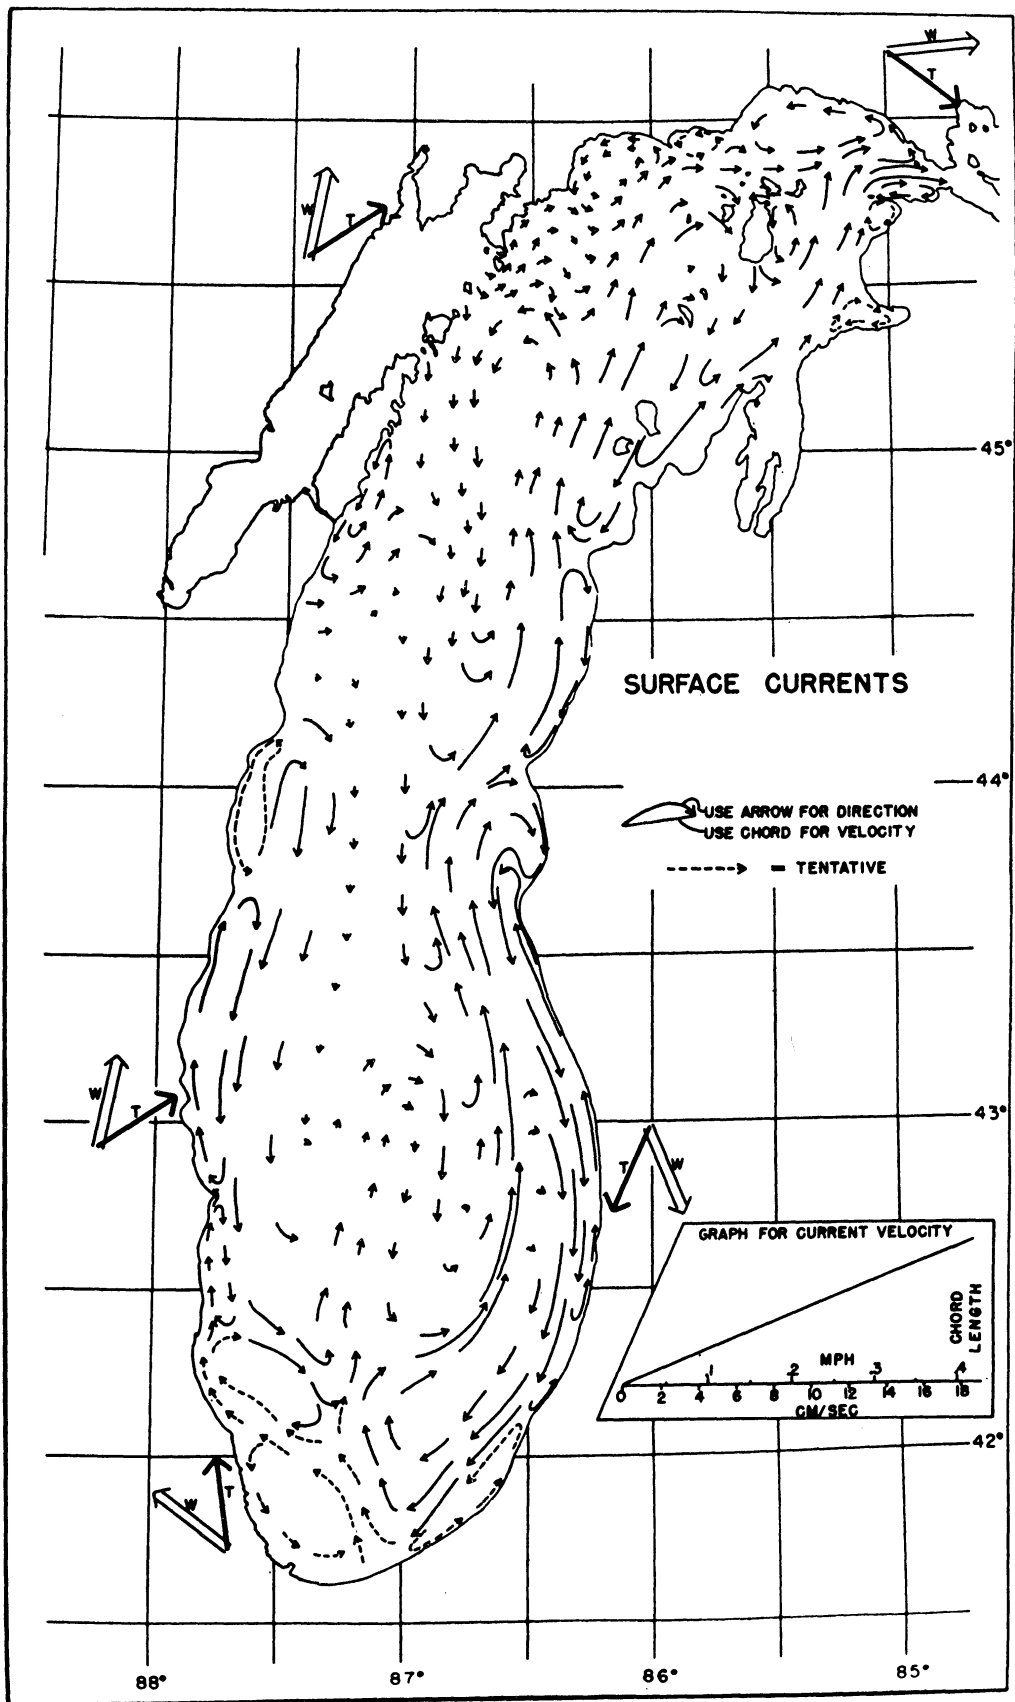 W
T
W
T
45°
SURFACE CURRENTS
44°
USE ARROW FOR DIRECTION
USE CHORD FOR VELOCITY
= TENTATIVE
W
T
43°
T
W
GRAPH FOR CURRENT VELOCITY
CHORD
LENGTH
MPH
.1 .2 .3 .4
0 2 4 6 8 10 12 14 16 18
CM/SEC
42°
W
T
88° 87° 86° 85°